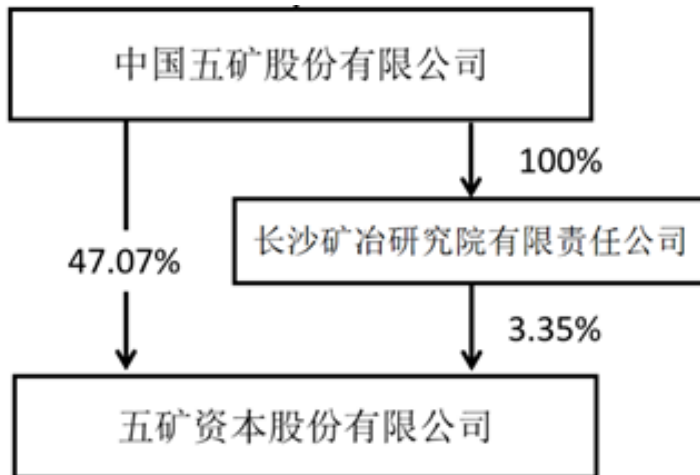 中国五矿股份有限公司
100%
长沙矿冶研究院有限责任公司
47.07%
3.35%
五矿资本股份有限公司